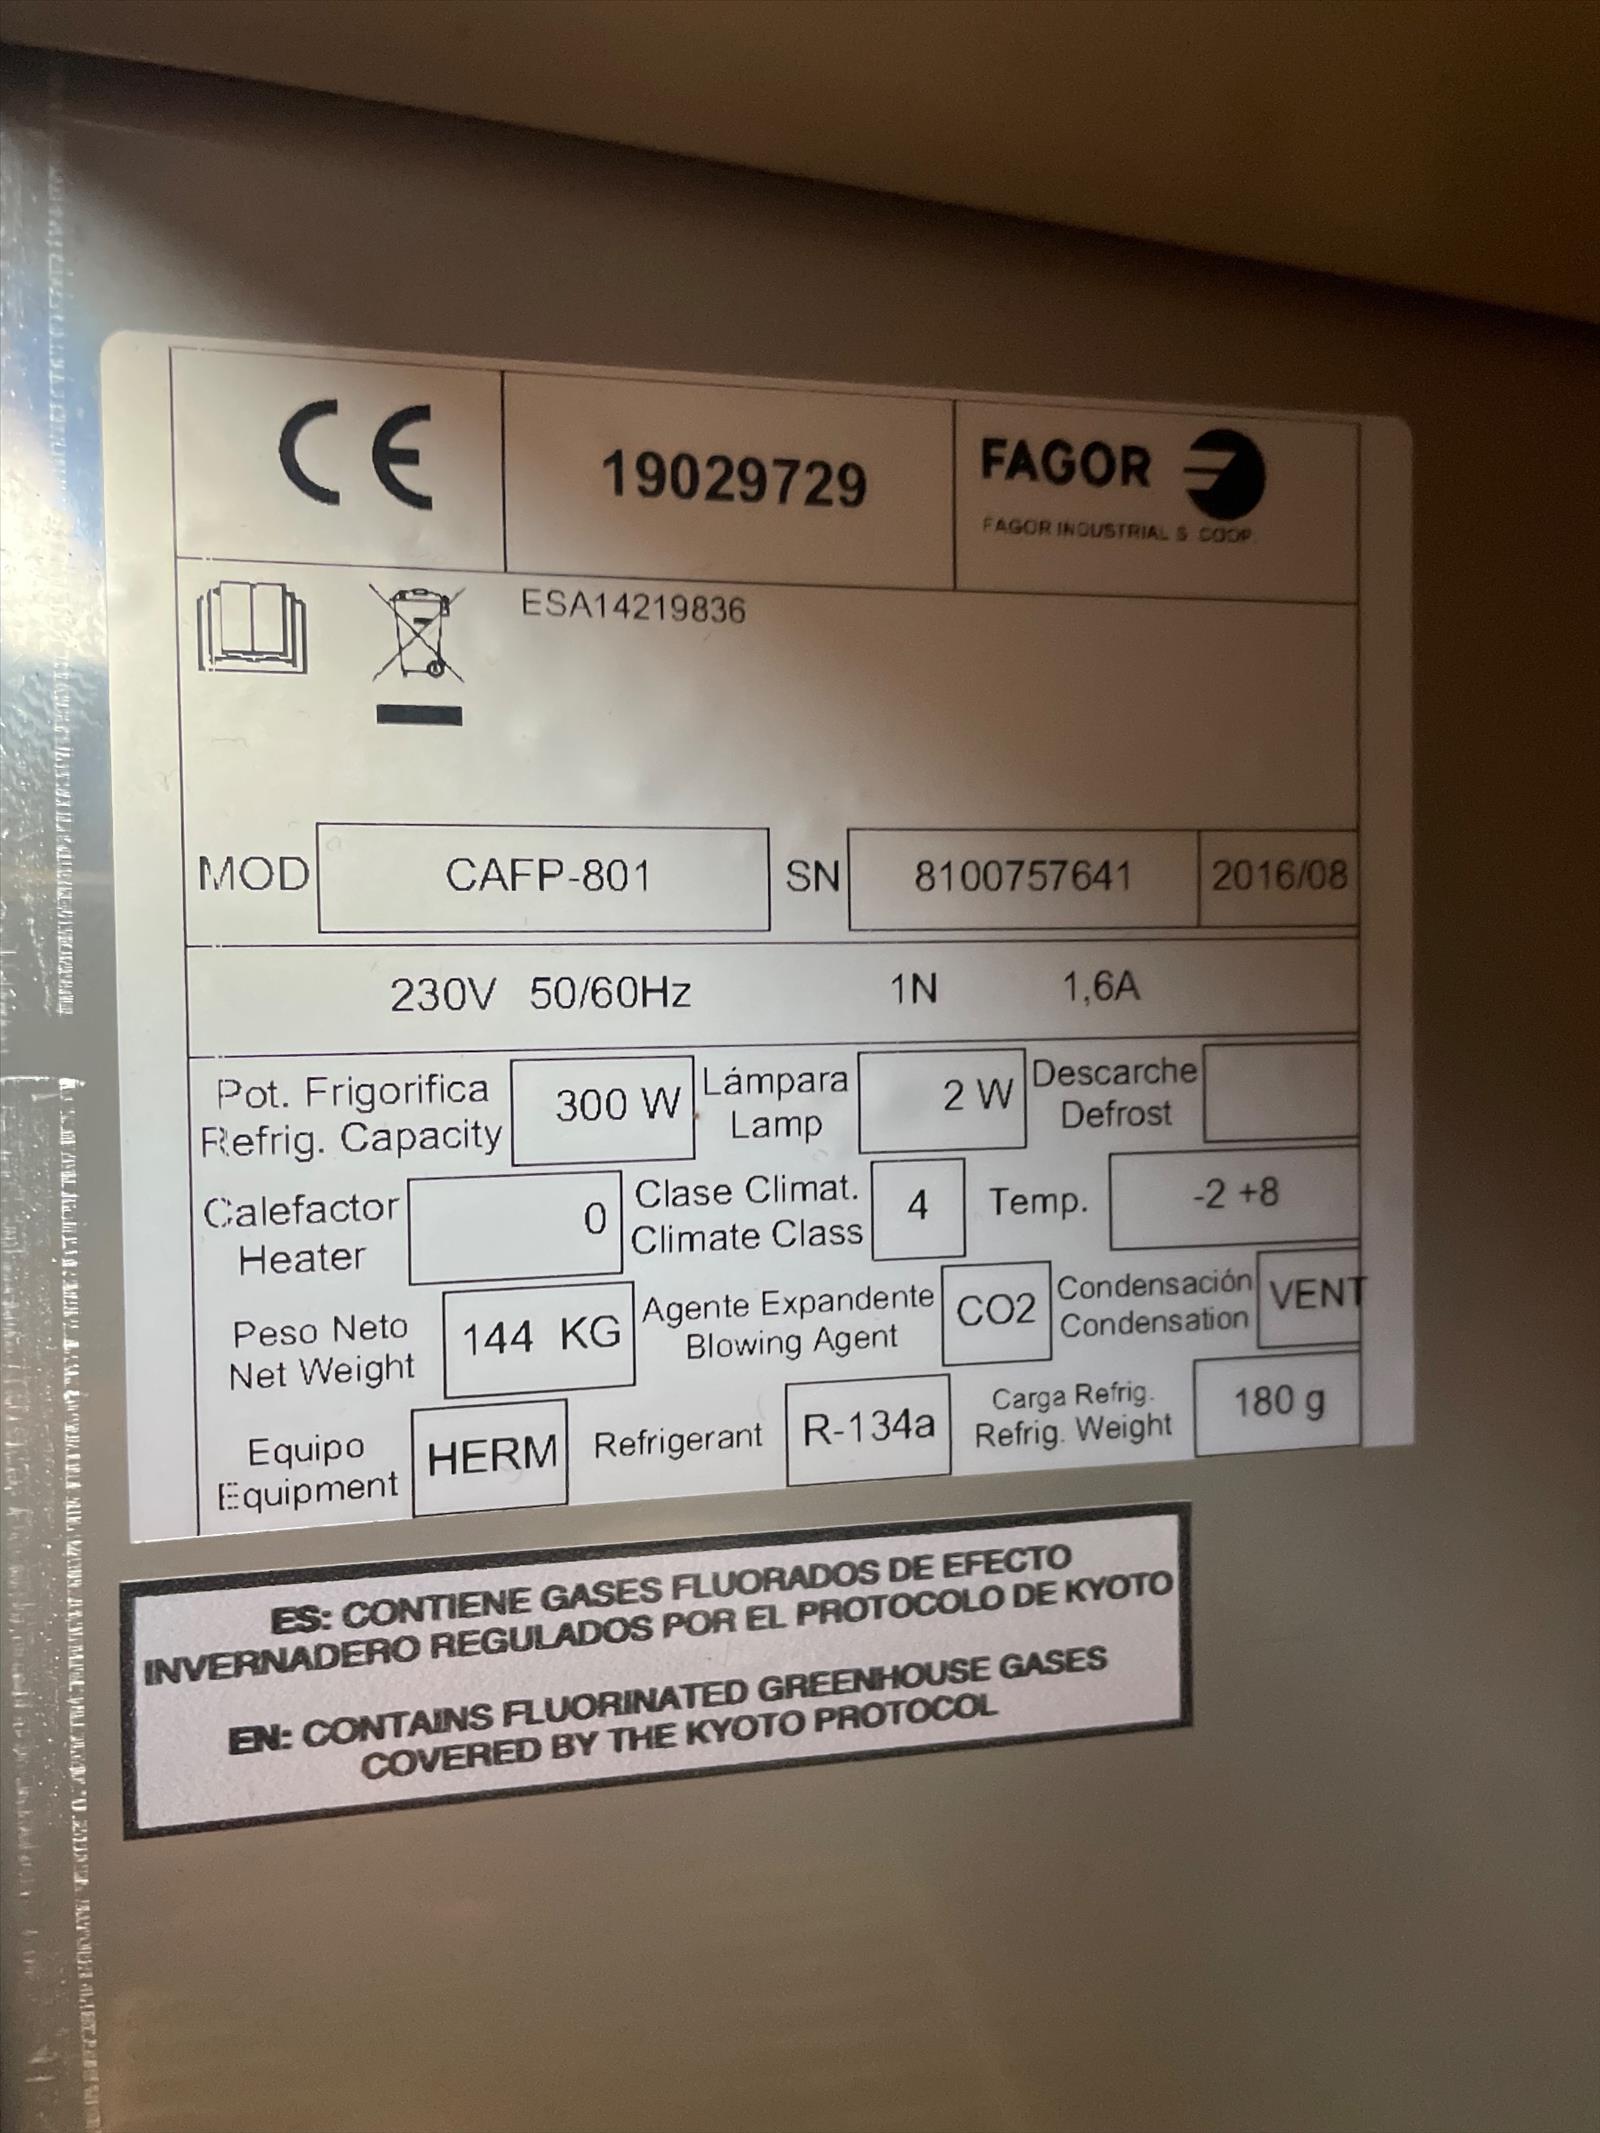 CE 19029729 FAGOR
FAGOR INDUSTRIAL S. COOP.
ESA14219836
MOD CAFP-801 SN 8100757641 2016/08
230V 50/60Hz 1N 1,6A
Pot. Frigorifica 300 W Lámpara 2 W Descarche
Refrig. Capacity Lamp Defrost
Calefactor 0 Clase Climat. 4 Temp. -2 +8
Heater Climate Class
Peso Neto 144 KG Agente Expandente CO2 Condensación VENT
Net Weight Blowing Agent Condensation
Equipo HERM Refrigerant R-134a Carga Refrig. 180 g
Equipment Refrig. Weight
ES: CONTIENE GASES FLUORADOS DE EFECTO
INVERNADERO REGULADOS POR EL PROTOCOLO DE KYOTO
EN: CONTAINS FLUORINATED GREENHOUSE GASES
COVERED BY THE KYOTO PROTOCOL